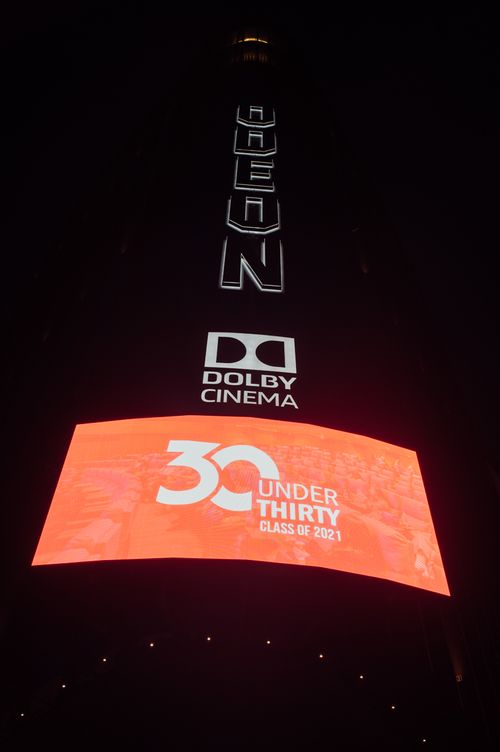 ODEON
DOLBY
CINEMA
30 UNDER
THIRTY
CLASS OF 2021